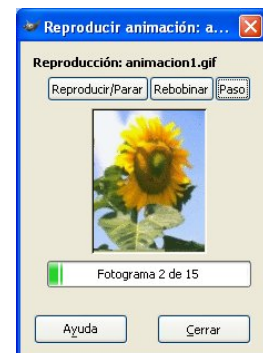 Reproducir animación: a...
Reproducción: animacion1.gif
Reproducir/Parar Rebobinar Paso
Fotograma 2 de 15
Ayuda Cerrar